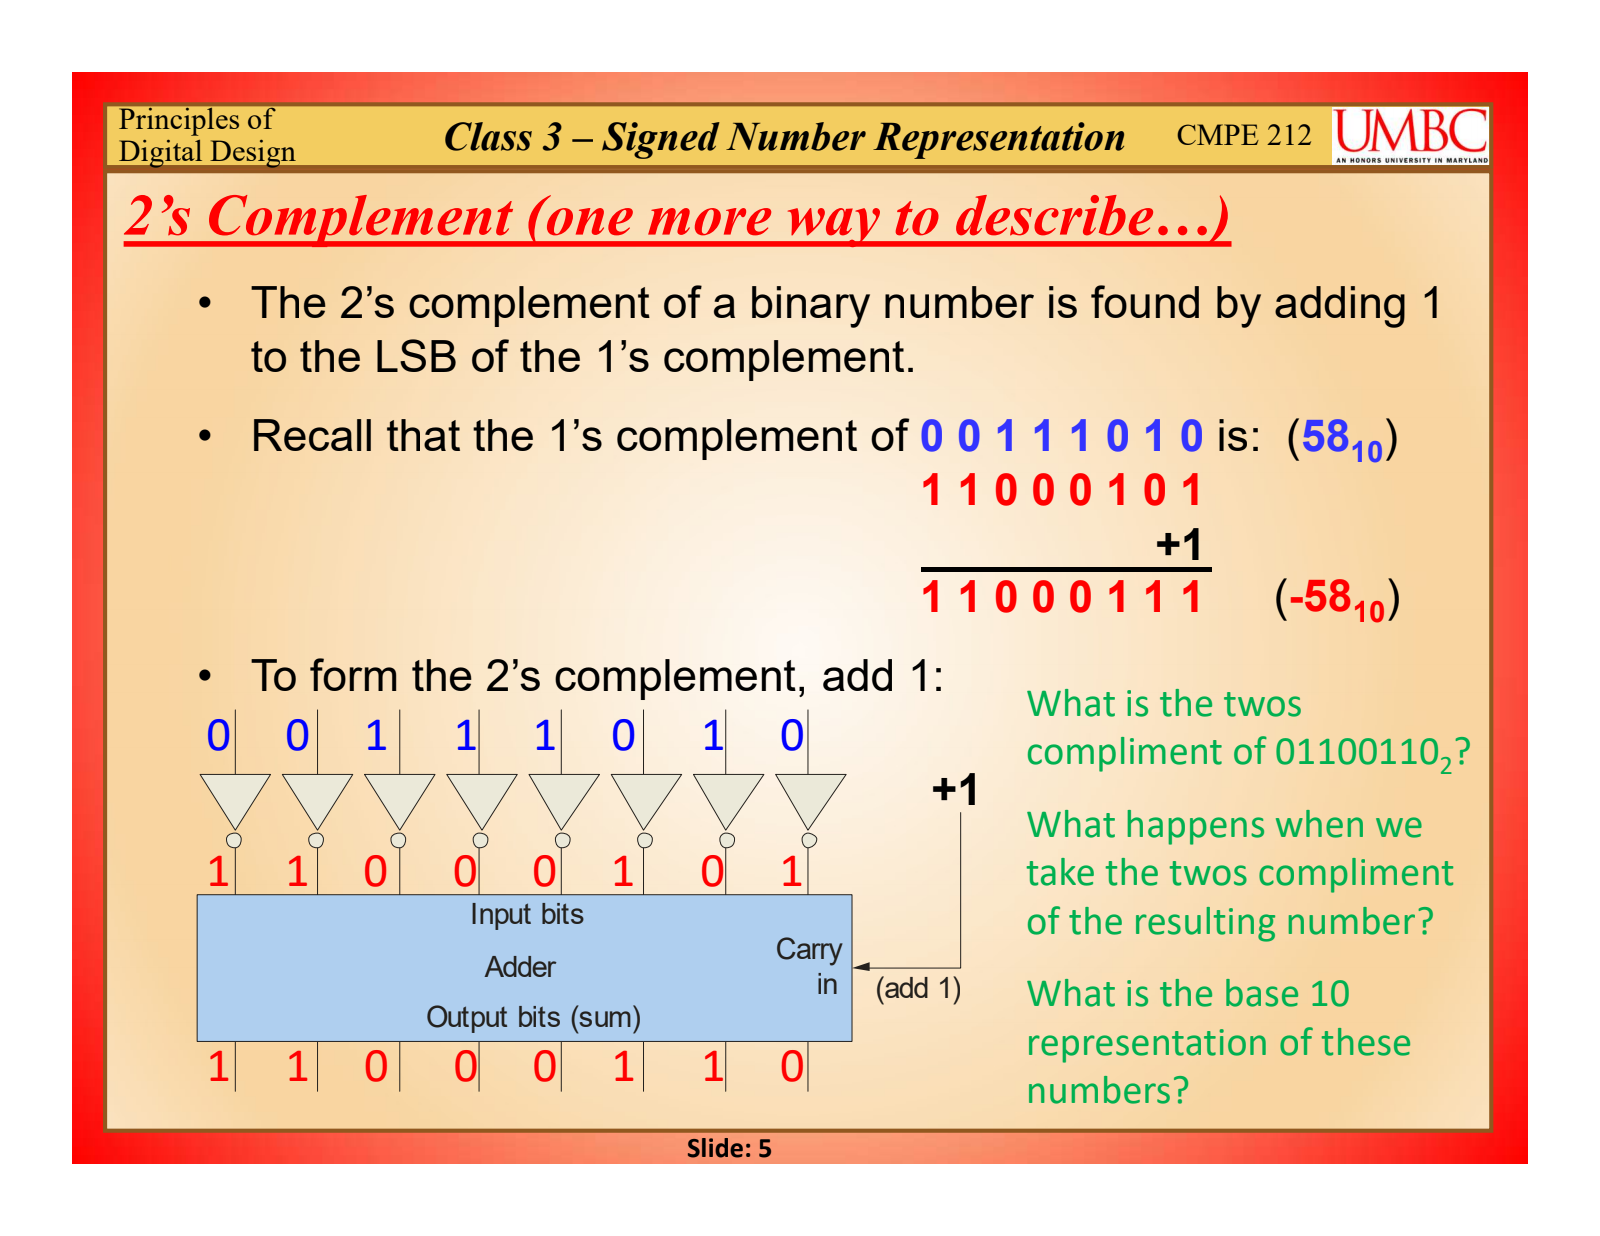 Principles of
Digital Design
Class 3 – Signed Number Representation
CMPE 212
UMBC
AN HONORS UNIVERSITY IN MARYLAND
2’s Complement (one more way to describe…)
• The 2’s complement of a binary number is found by adding 1
to the LSB of the 1’s complement.
• Recall that the 1’s complement of 0 0 1 1 1 0 1 0 is: (58₁₀)
1 1 0 0 0 1 0 1
+1
1 1 0 0 0 1 1 1 (-58₁₀)
• To form the 2’s complement, add 1:
0 0 1 1 1 0 1 0
+1
1 1 0 0 0 1 0 1
Input bits
Carry
in
Adder
(add 1)
Output bits (sum)
1 1 0 0 0 1 1 0
What is the twos
compliment of 01100110₂?
What happens when we
take the twos compliment
of the resulting number?
What is the base 10
representation of these
numbers?
Slide: 5